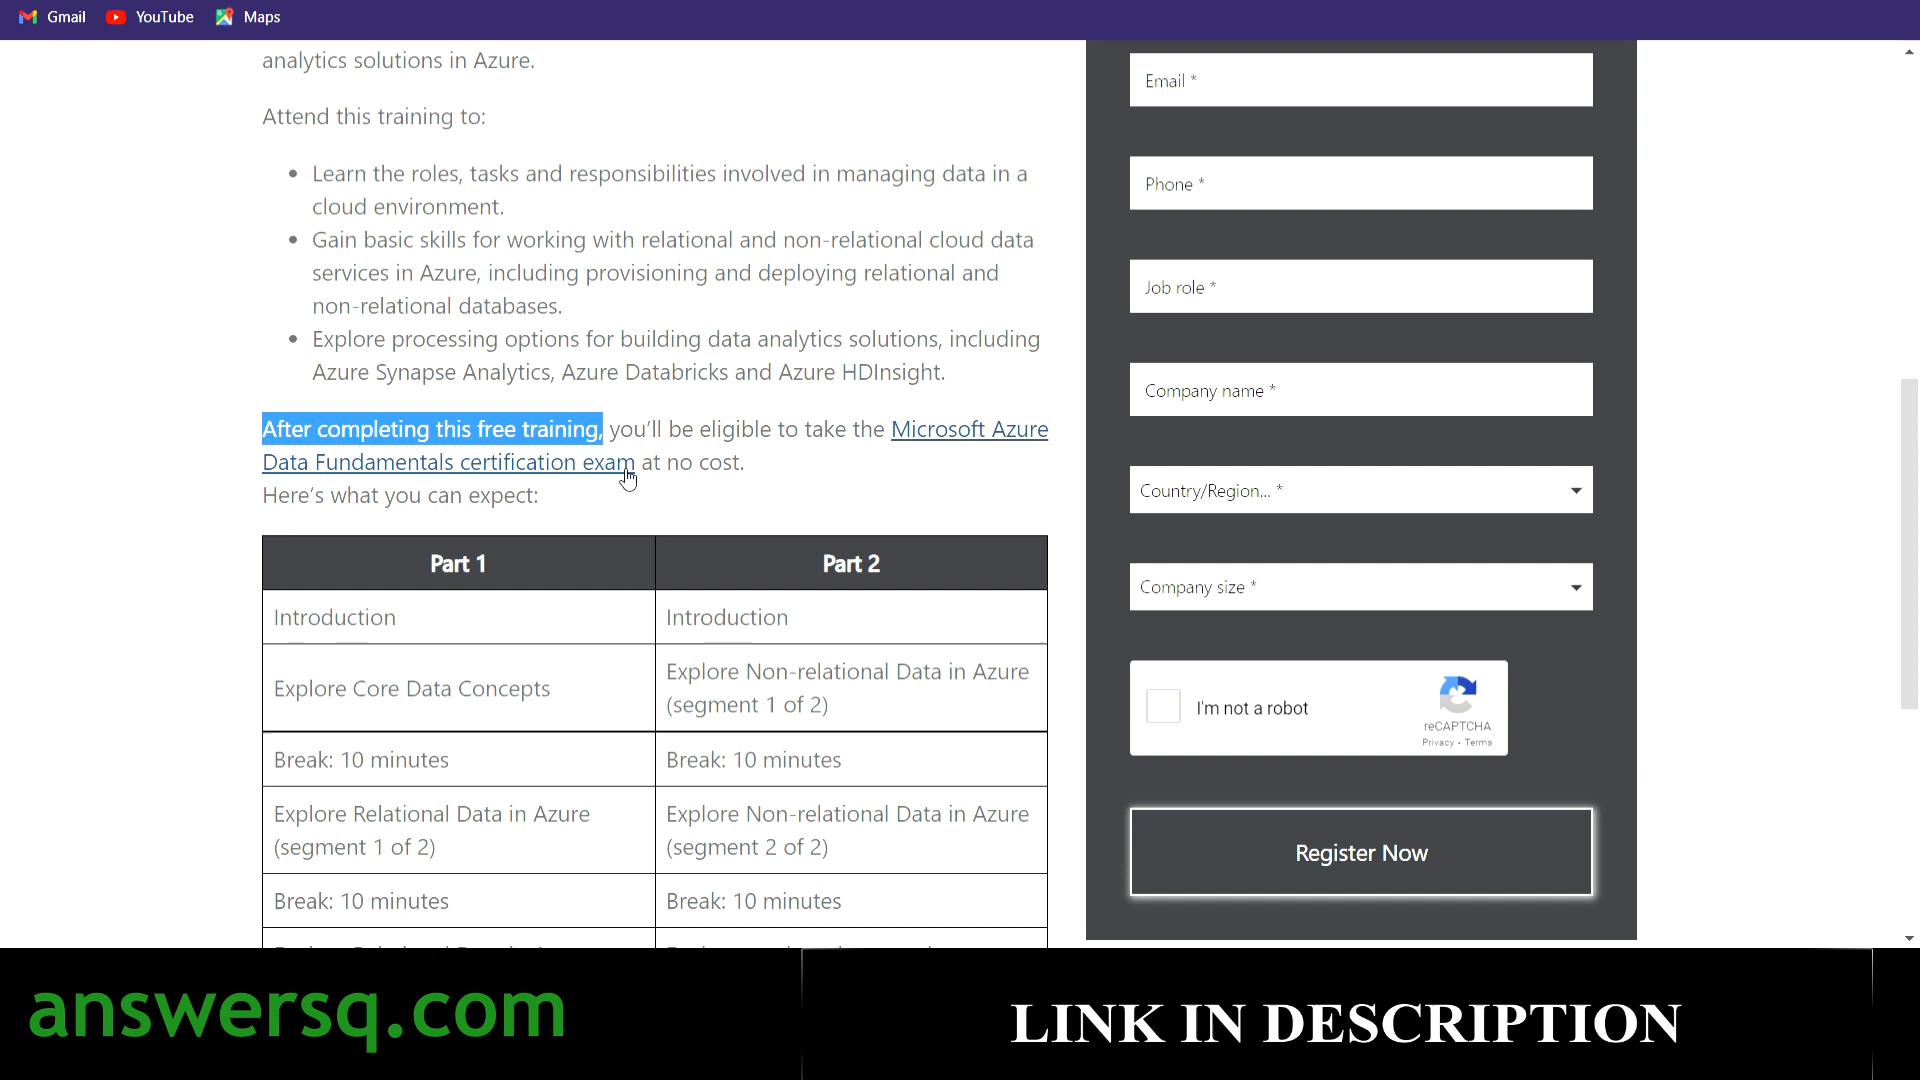 Gmail YouTube Maps
analytics solutions in Azure.
Attend this training to:
• Learn the roles, tasks and responsibilities involved in managing data in a
cloud environment.
• Gain basic skills for working with relational and non-relational cloud data
services in Azure, including provisioning and deploying relational and
non-relational databases.
• Explore processing options for building data analytics solutions, including
Azure Synapse Analytics, Azure Databricks and Azure HDInsight.
After completing this free training, you'll be eligible to take the Microsoft Azure
Data Fundamentals certification exam at no cost.
Here's what you can expect:
Part 1 Part 2
Introduction Introduction
Explore Core Data Concepts
Explore Non-relational Data in Azure
(segment 1 of 2)
Break: 10 minutes Break: 10 minutes
Explore Relational Data in Azure
(segment 1 of 2)
Explore Non-relational Data in Azure
(segment 2 of 2)
Break: 10 minutes Break: 10 minutes
Email *
Phone *
Job role *
Company name *
Country/Region... *
Company size *
I'm not a robot
reCAPTCHA
Privacy - Terms
Register Now
answersq.com
LINK IN DESCRIPTION